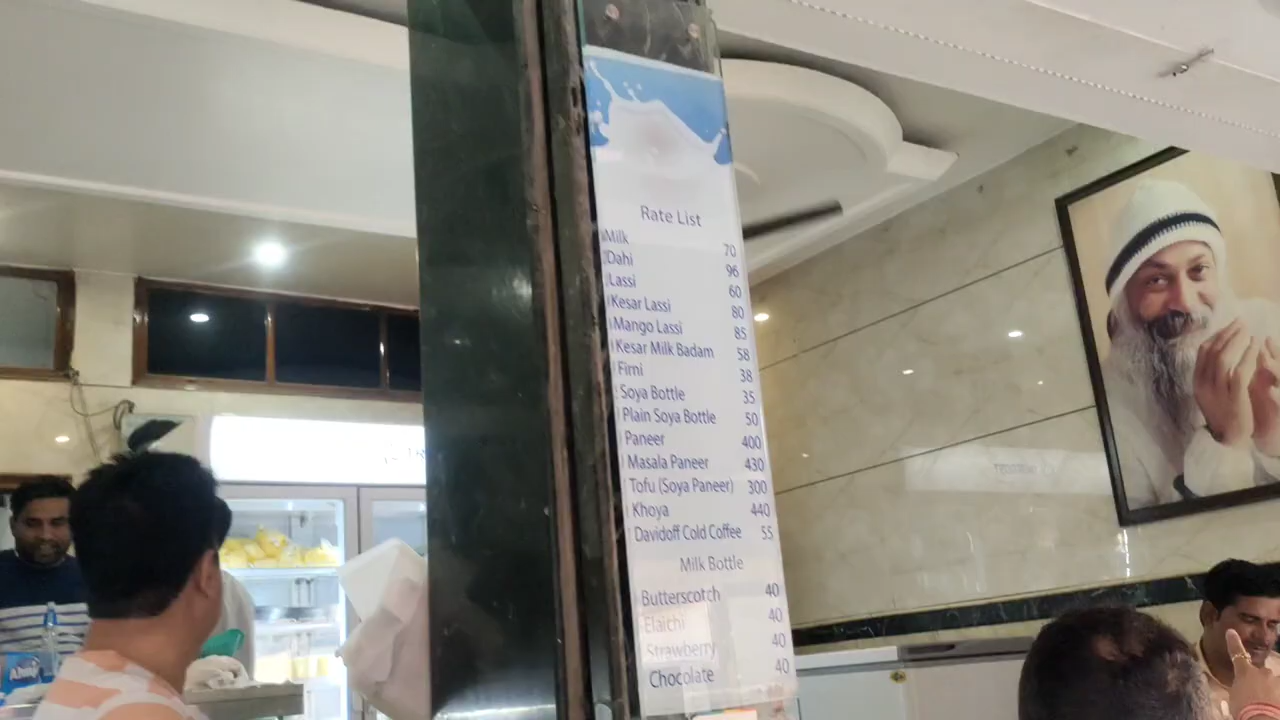 Rate List
Milk 70
Dahi 96
Lassi 60
Kesar Lassi 80
Mango Lassi 85
Kesar Milk Badam 58
Firni 38
Soya Bottle 35
Plain Soya Bottle 50
Paneer 400
Masala Paneer 430
Tofu (Soya Paneer) 300
Khoya 440
Davidoff Cold Coffee 55
Milk Bottle
Butterscotch 40
Elaichi 40
Strawberry 40
Chocolate 40